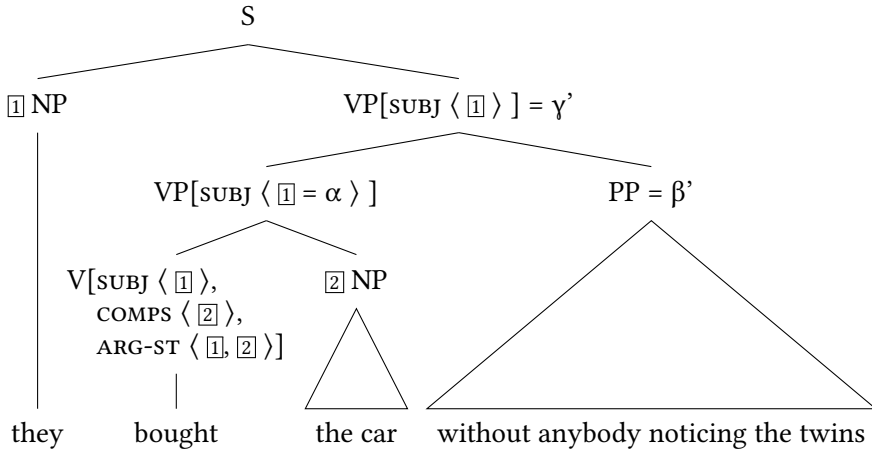 S
1 NP VP[SUBJ ⟨ 1 ⟩ ] = γ’
VP[SUBJ ⟨ 1 = α ⟩ ] PP = β’
V[SUBJ ⟨ 1 ⟩, 2 NP
COMPS ⟨ 2 ⟩,
ARG-ST ⟨ 1, 2 ⟩]
they bought the car without anybody noticing the twins